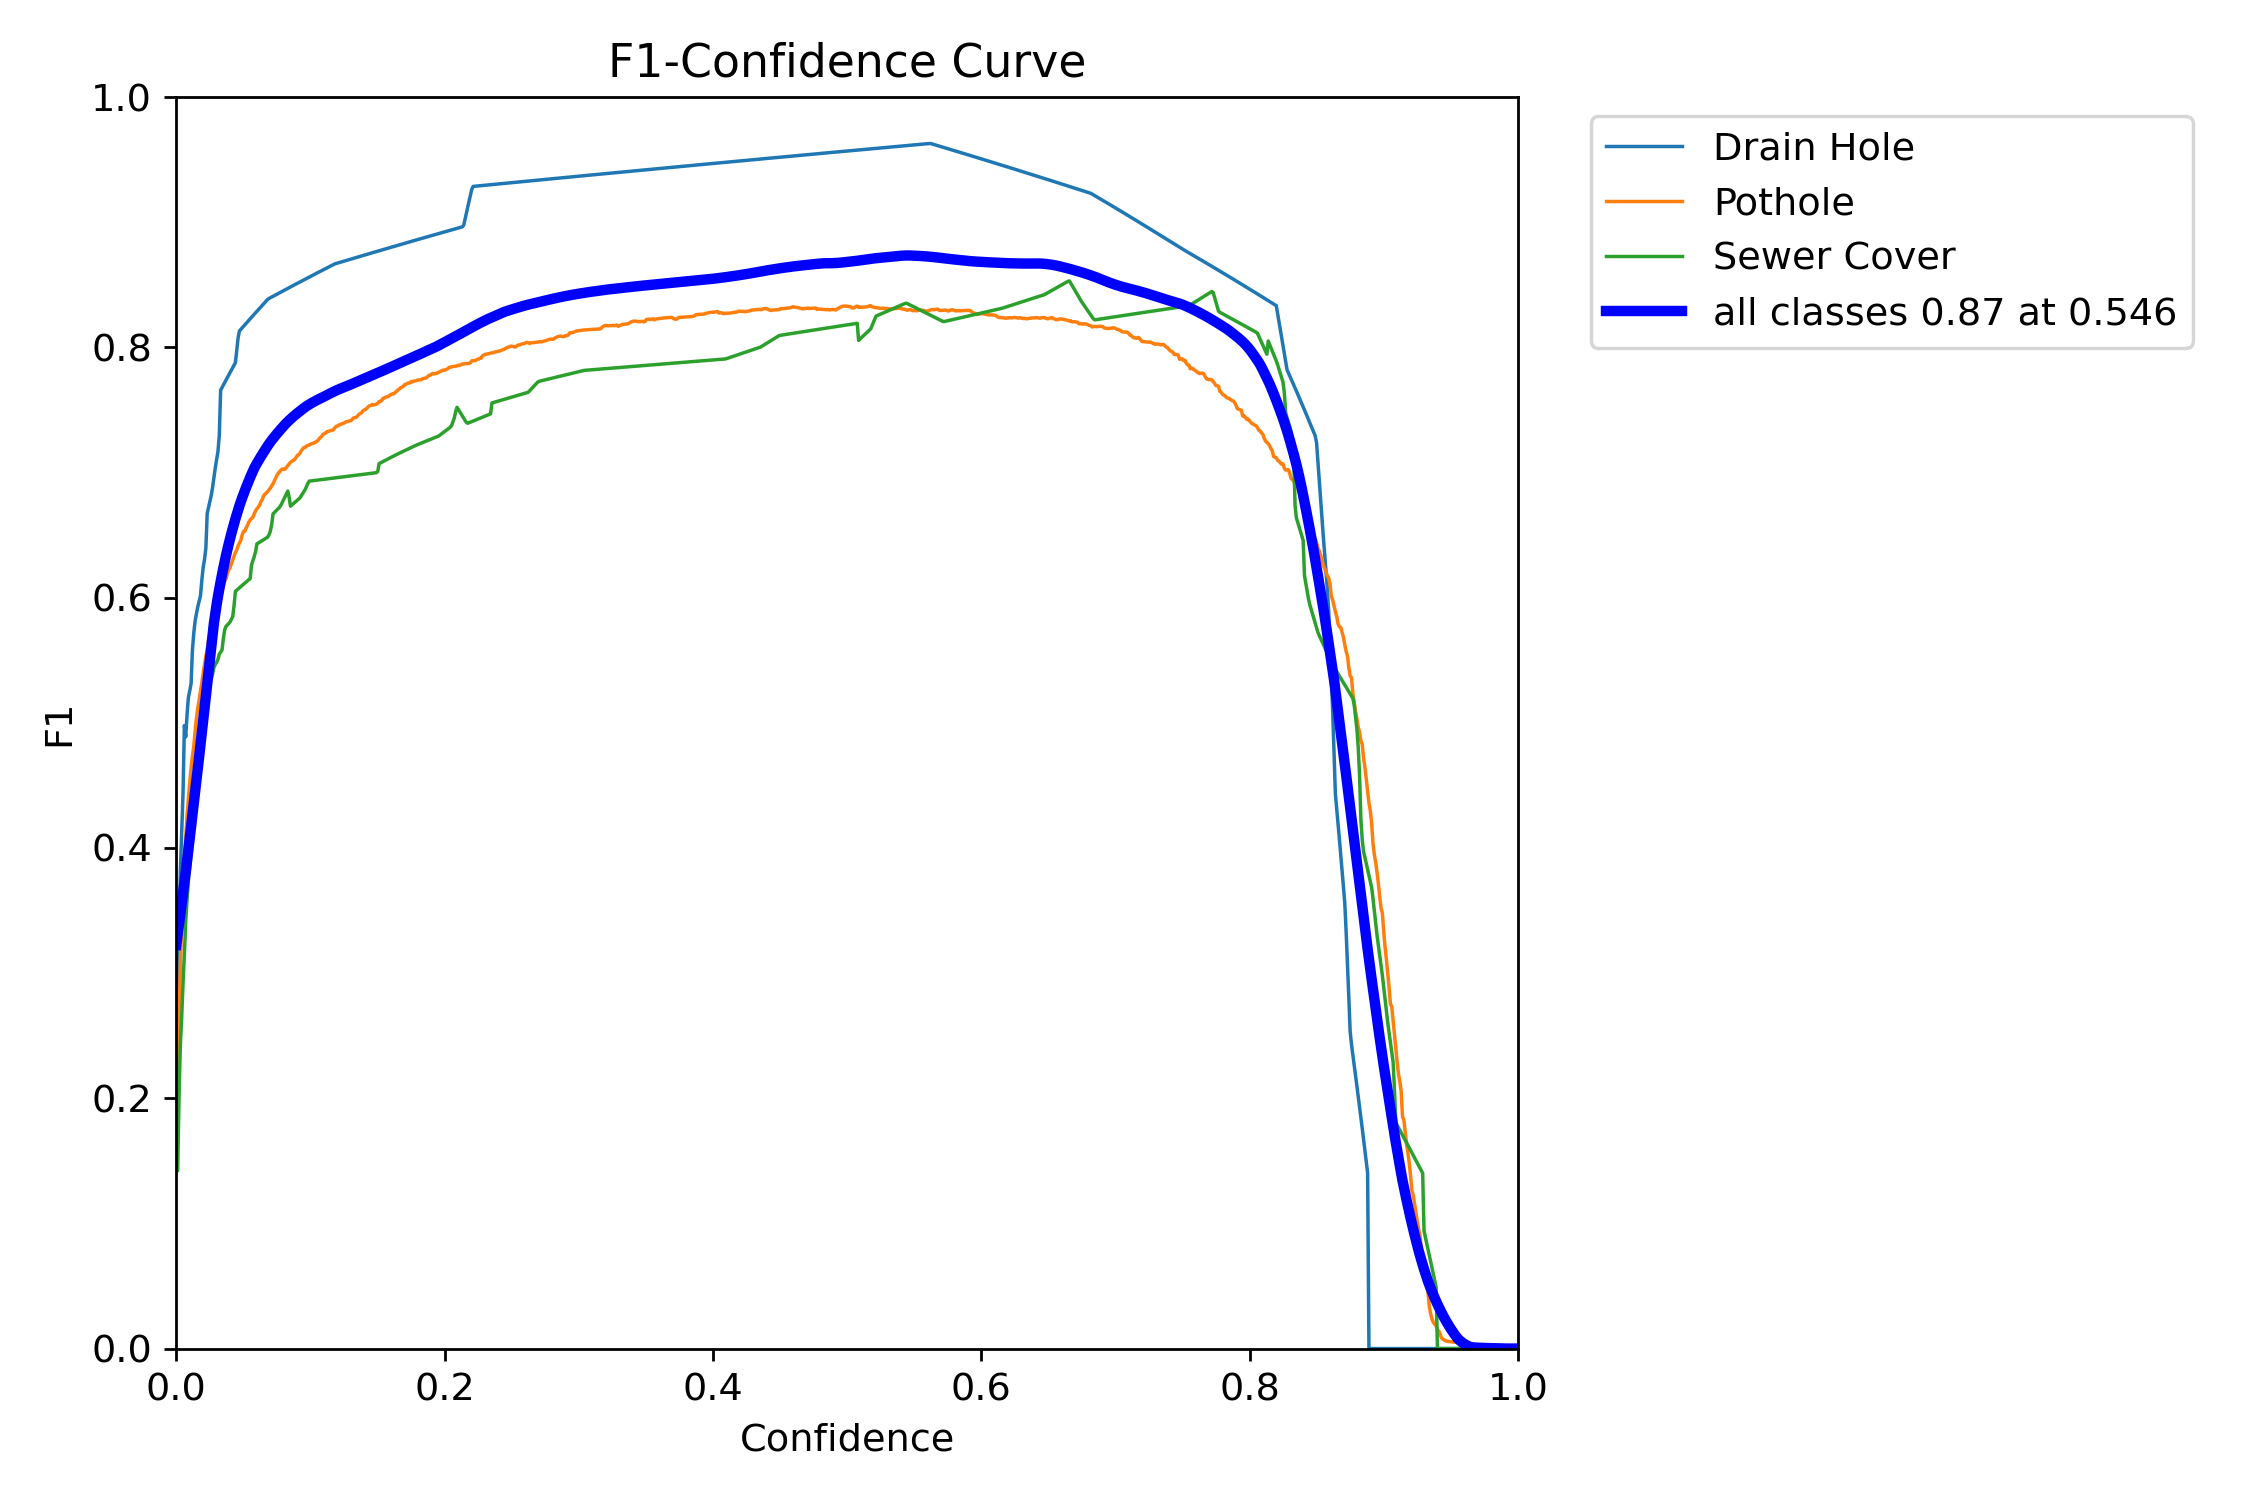 F1-Confidence Curve
1.0
0.8
0.6
0.4
0.2
0.0
F1
0.0 0.2 0.4 0.6 0.8 1.0
Confidence
Drain Hole
Pothole
Sewer Cover
all classes 0.87 at 0.546